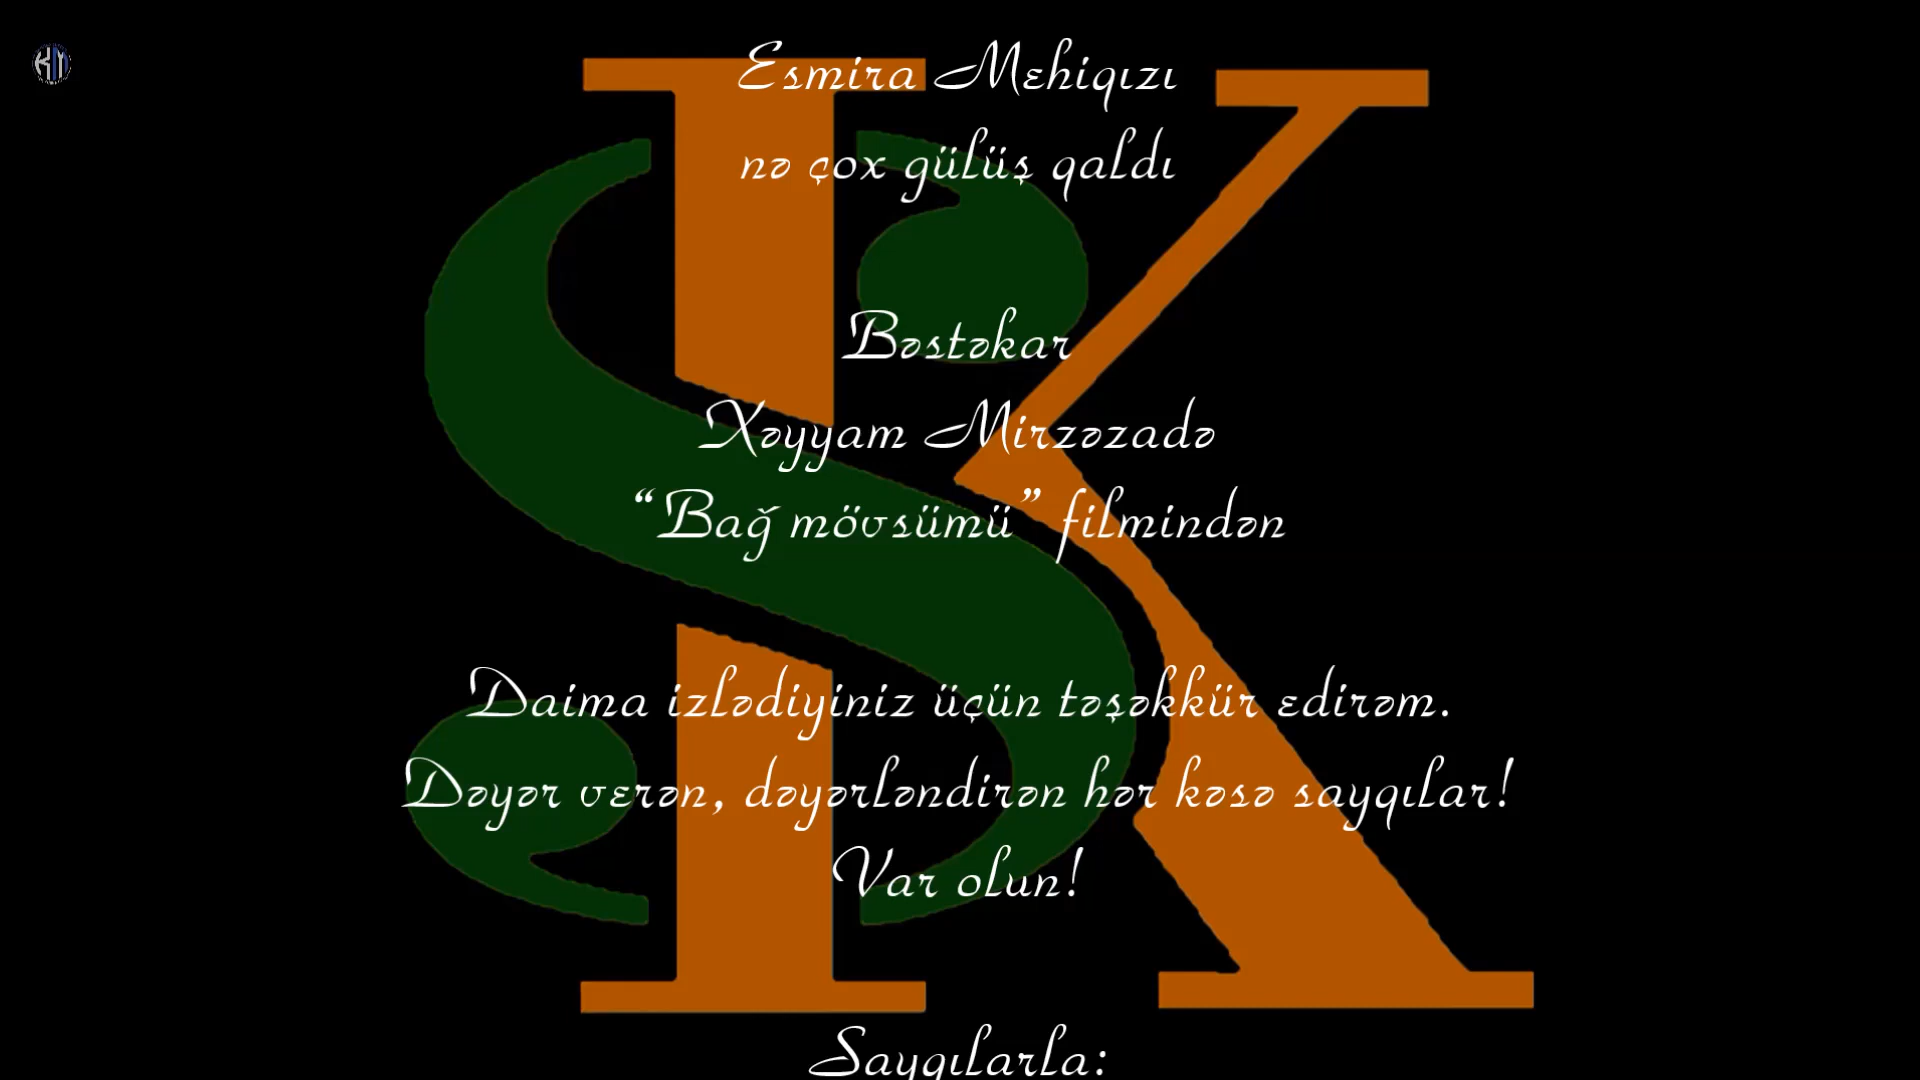 Esmira Mehiqızı
nə çox gülüş qaldı
Bəstəkar
Xəyyam Mirzəzadə
“Bağ mövsümü” filmindən
Daima izlədiyiniz üçün təşəkkür edirəm.
Dəyər verən, dəyərləndirən hər kəsə sayqılar!
Var olun!
Sayqılarla: